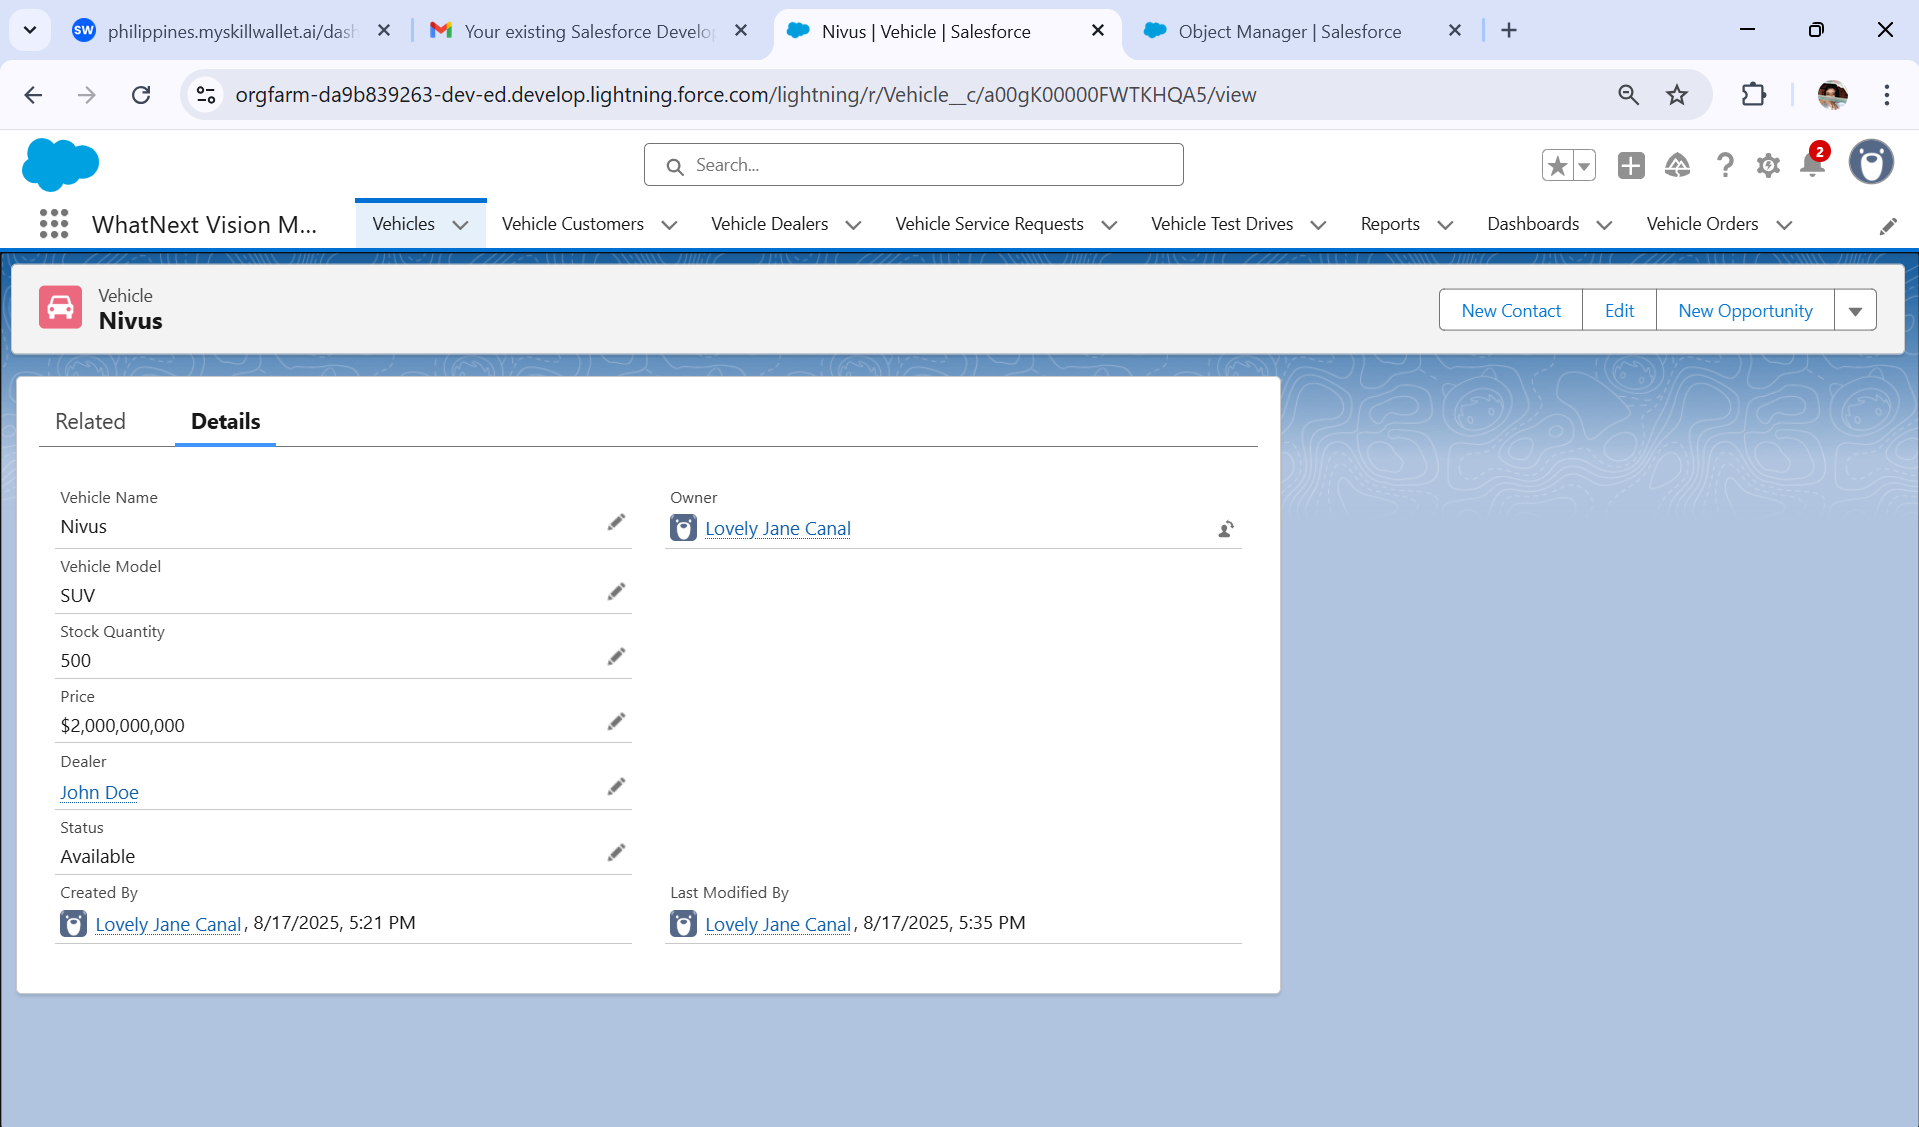 SW philippines.myskillwallet.ai/dash
Your existing Salesforce Develop
Nivus | Vehicle | Salesforce
Object Manager | Salesforce
orgfarm-da9b839263-dev-ed.develop.lightning.force.com/lightning/r/Vehicle__c/a00gK00000FWTKHQA5/view
Search...
2
WhatNext Vision M...
Vehicles
Vehicle Customers
Vehicle Dealers
Vehicle Service Requests
Vehicle Test Drives
Reports
Dashboards
Vehicle Orders
Vehicle
Nivus
New Contact
Edit
New Opportunity
Related
Details
Vehicle Name
Nivus
Owner
Lovely Jane Canal
Vehicle Model
SUV
Stock Quantity
500
Price
$2,000,000,000
Dealer
John Doe
Status
Available
Created By
Lovely Jane Canal, 8/17/2025, 5:21 PM
Last Modified By
Lovely Jane Canal, 8/17/2025, 5:35 PM